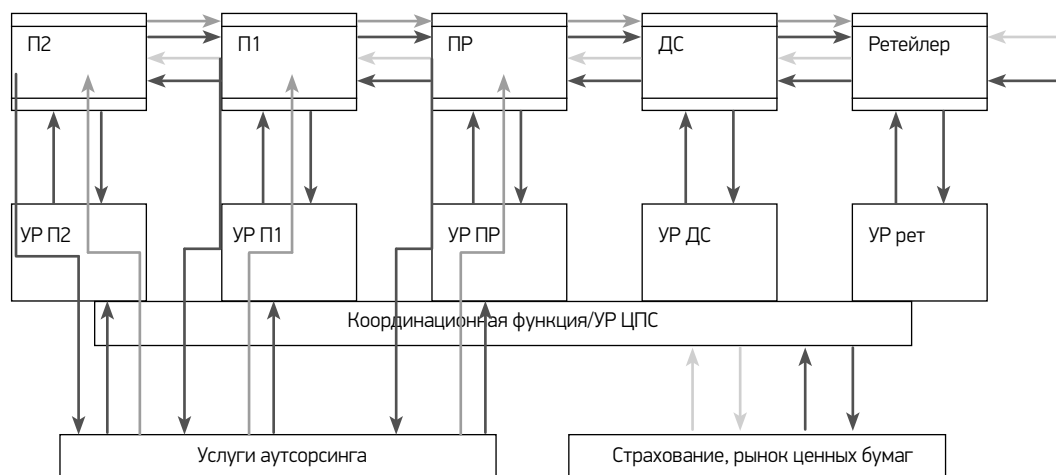 П2
П1
ПР
ДС
Ретейлер
УР П2
УР П1
УР ПР
УР ДС
УР рет
Координационная функция/УР ЦПС
Услуги аутсорсинга
Страхование, рынок ценных бумаг